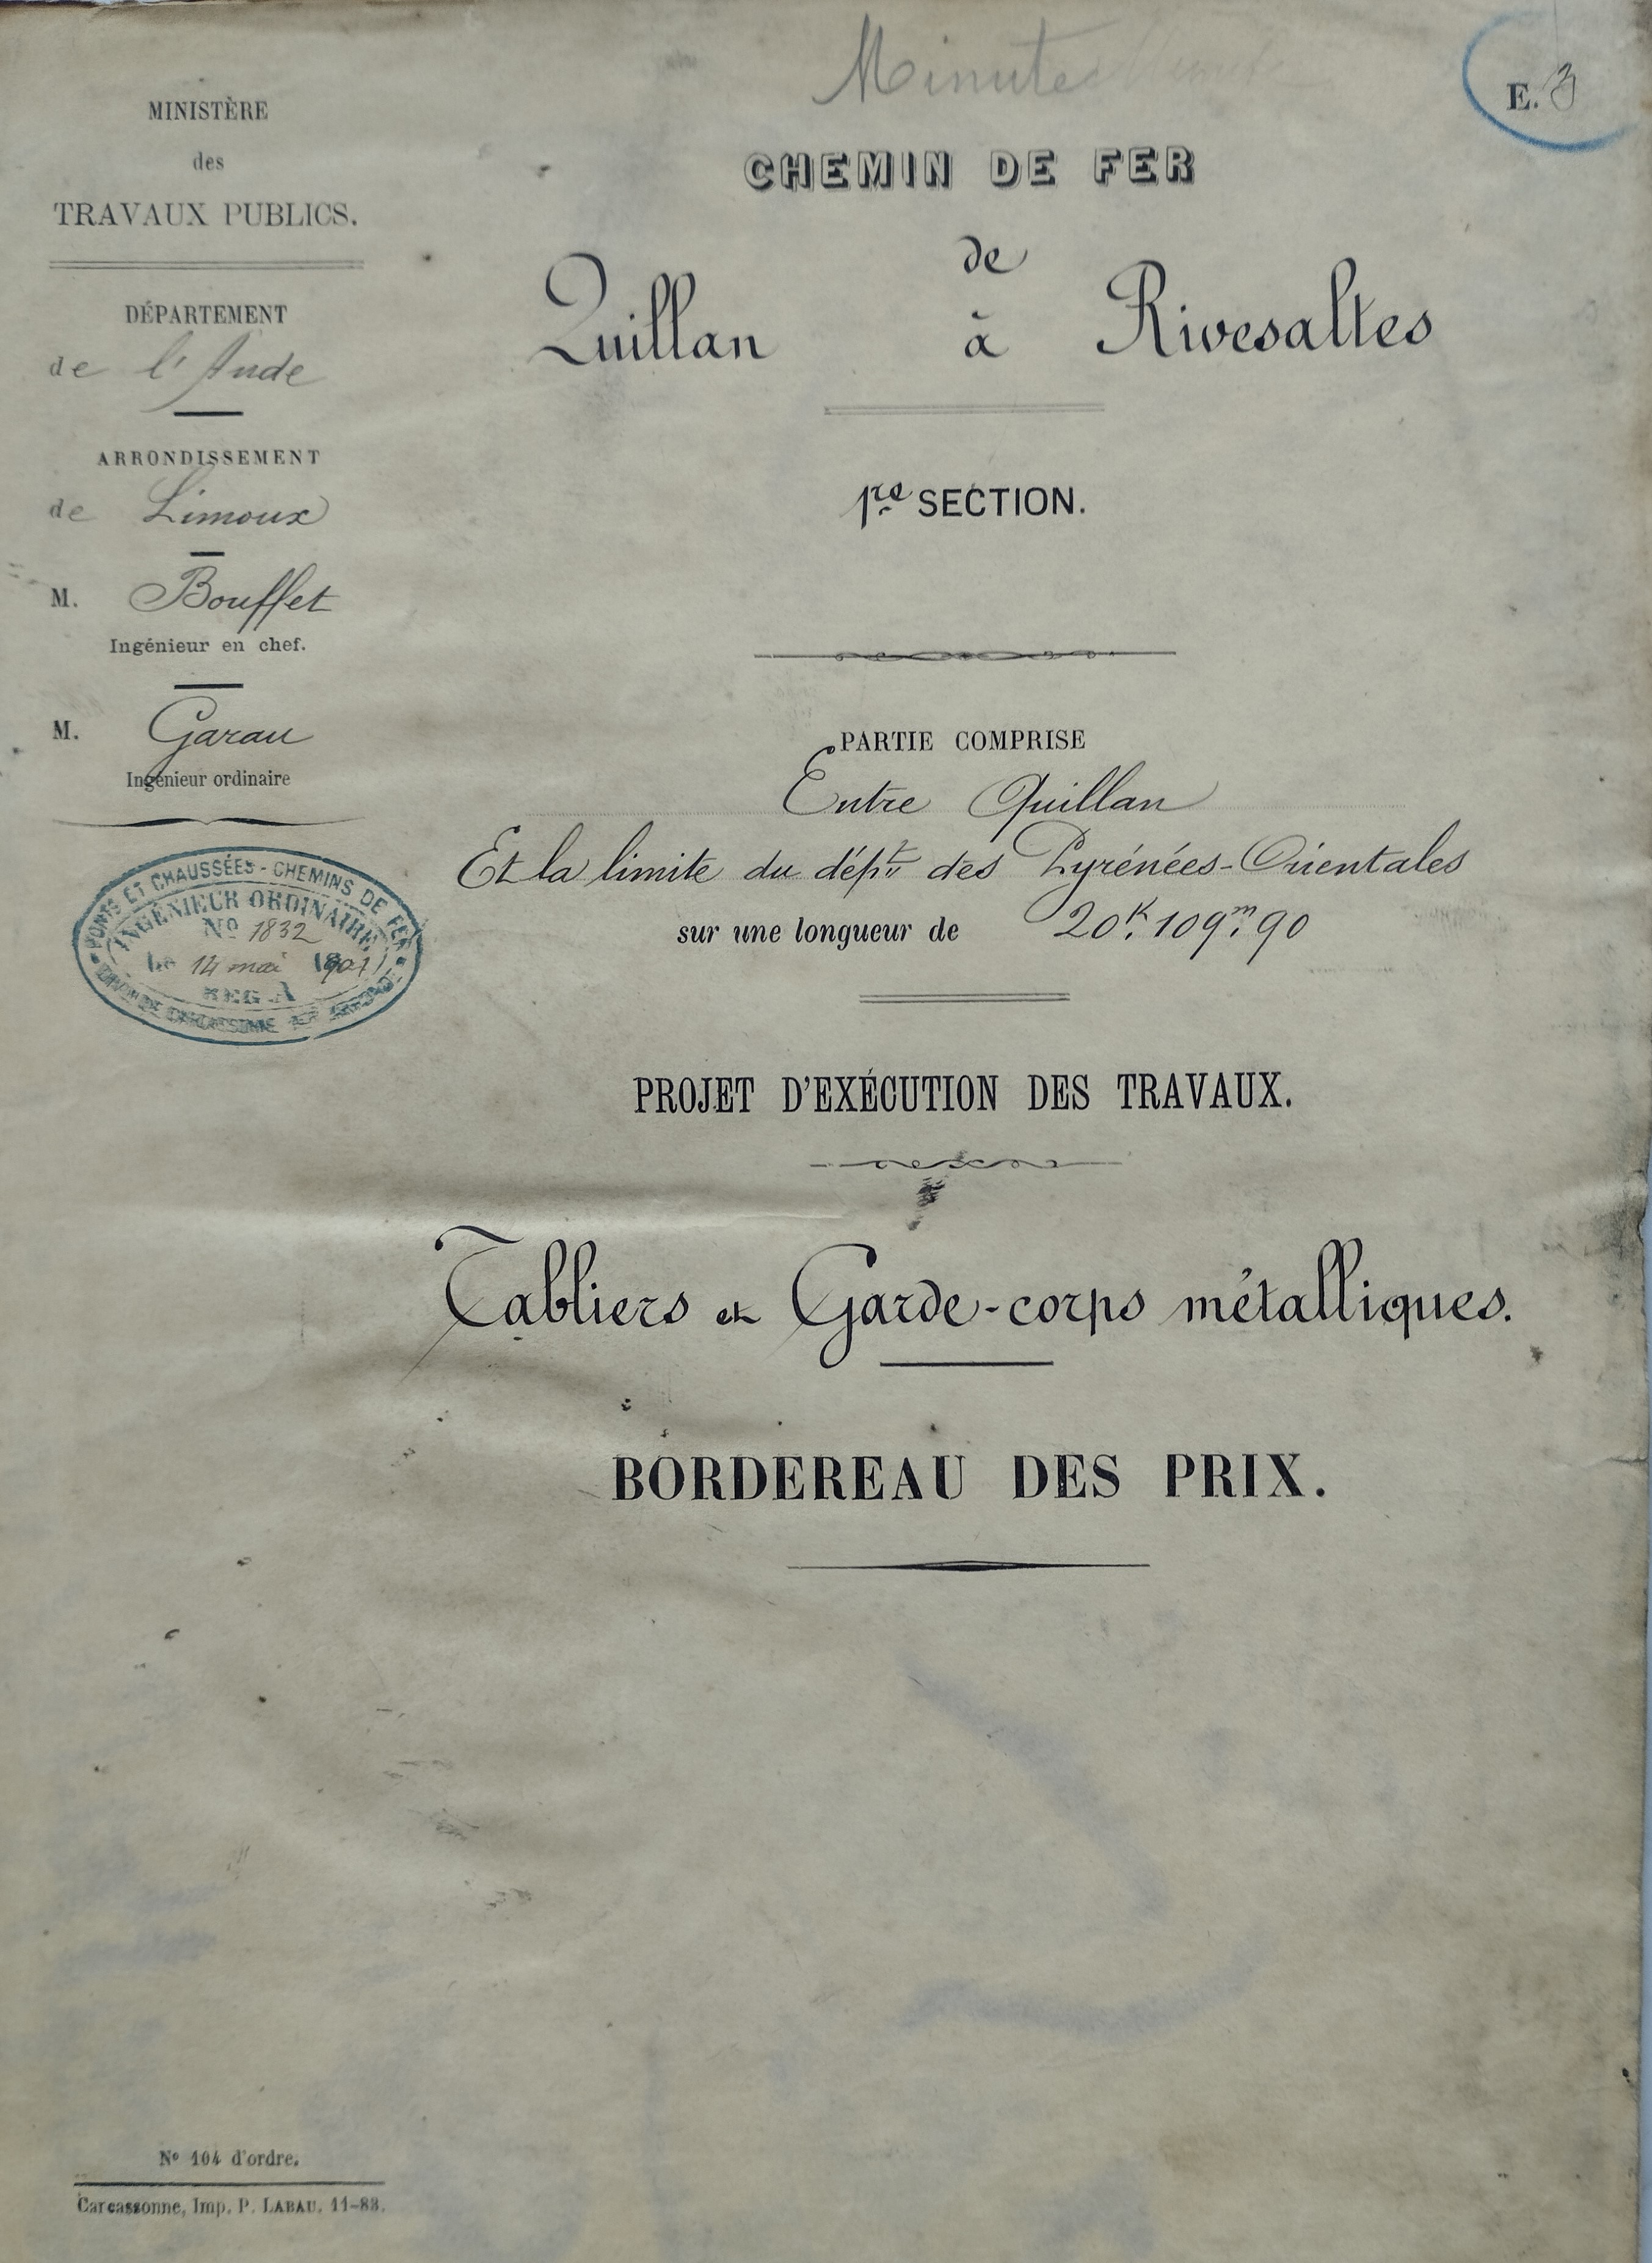 Minute
E. 3
MINISTÈRE
des
TRAVAUX PUBLICS.
DÉPARTEMENT
de l'Aude
ARRONDISSEMENT
de Limoux
M. Bouffet
Ingénieur en chef.
M. Garau
Ingénieur ordinaire
PONTS ET CHAUSSÉES - CHEMINS DE FER
INGÉNIEUR ORDINAIRE
No 1832
Le 14 mai 1901
REG. A
CARCASSONNE
CHEMIN DE FER
de
Quillan à Rivesaltes
1re SECTION.
PARTIE COMPRISE
Entre Quillan
Et la limite du dépt des Pyrénées-Orientales
sur une longueur de 20K.109m.90
PROJET D'EXÉCUTION DES TRAVAUX.
Tabliers et Garde-corps métalliques.
BORDEREAU DES PRIX.
No 104 d'ordre.
Carcassonne, Imp. P. LABAU. 11-83.